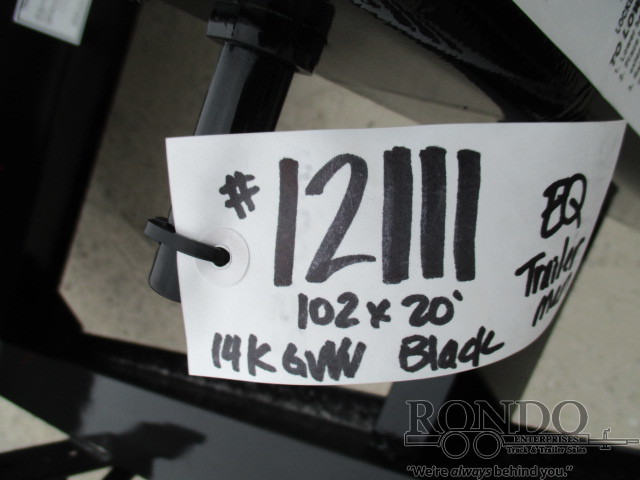 #12111
102 x 20'
14K GVW Black
EQ
Trailer
RONDO
ENTERPRISES
Truck & Trailer Sales
"We're always behind you."